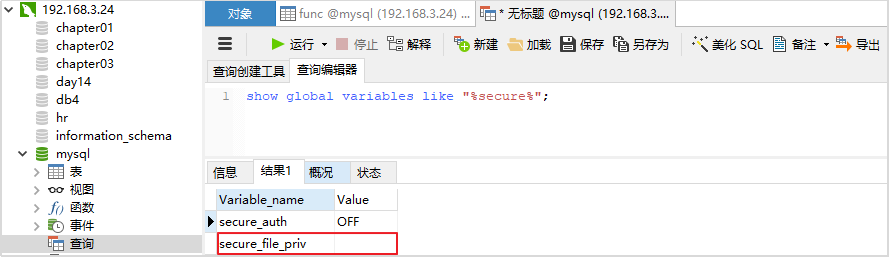 192.168.3.24
chapter01
chapter02
chapter03
day14
db4
hr
information_schema
mysql
表
视图
函数
事件
查询
对象 func @mysql (192.168.3.24) ... * 无标题 @mysql (192.168.3....
运行 停止 解释 新建 加载 保存 另存为 美化 SQL 备注 导出
查询创建工具 查询编辑器
1 show global variables like "%secure%";
信息 结果1 概况 状态
Variable_name Value
secure_auth OFF
secure_file_priv